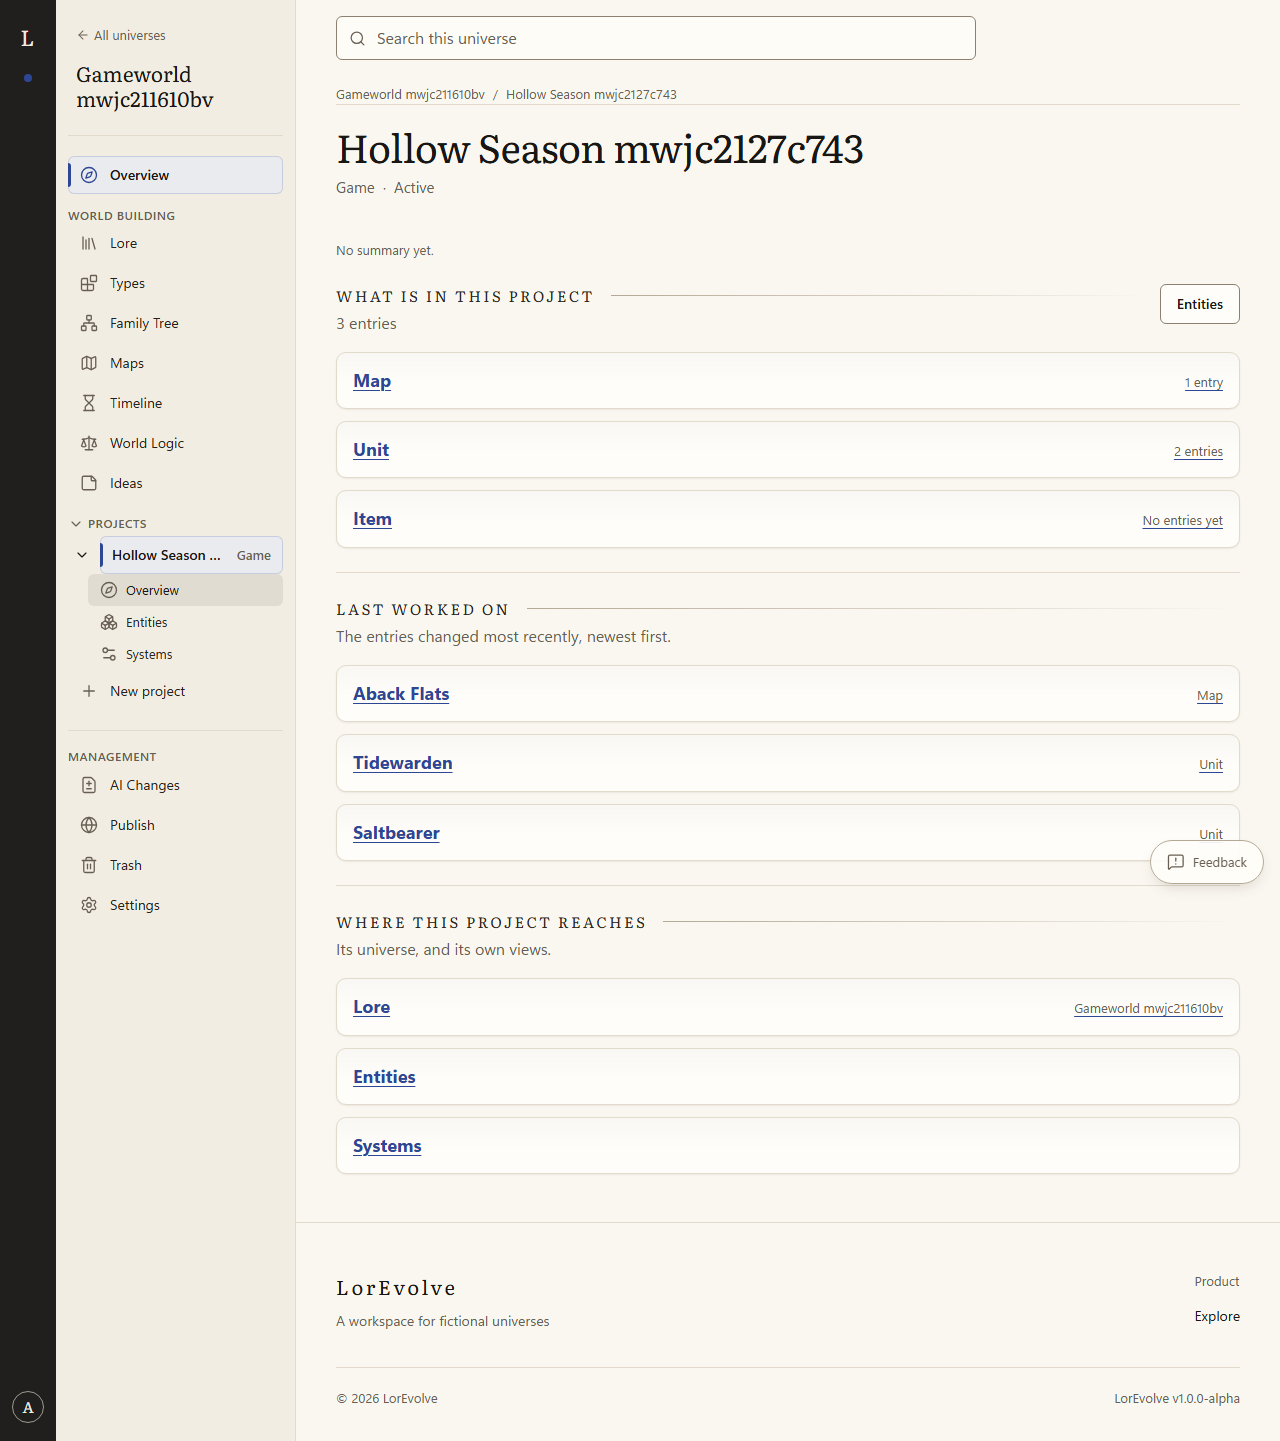 L
All universes
Gameworld
mwjc211610bv
Overview
WORLD BUILDING
Lore
Types
Family Tree
Maps
Timeline
World Logic
Ideas
PROJECTS
Hollow Season ... Game
Overview
Entities
Systems
New project
MANAGEMENT
AI Changes
Publish
Trash
Settings
A
Search this universe
Gameworld mwjc211610bv / Hollow Season mwjc2127c743
Hollow Season mwjc2127c743
Game · Active
No summary yet.
WHAT IS IN THIS PROJECT
Entities
3 entries
Map 1 entry
Unit 2 entries
Item No entries yet
LAST WORKED ON
The entries changed most recently, newest first.
Aback Flats Map
Tidewarden Unit
Saltbearer Unit
Feedback
WHERE THIS PROJECT REACHES
Its universe, and its own views.
Lore Gameworld mwjc211610bv
Entities
Systems
LorEvolve
A workspace for fictional universes
Product
Explore
© 2026 LorEvolve
LorEvolve v1.0.0-alpha